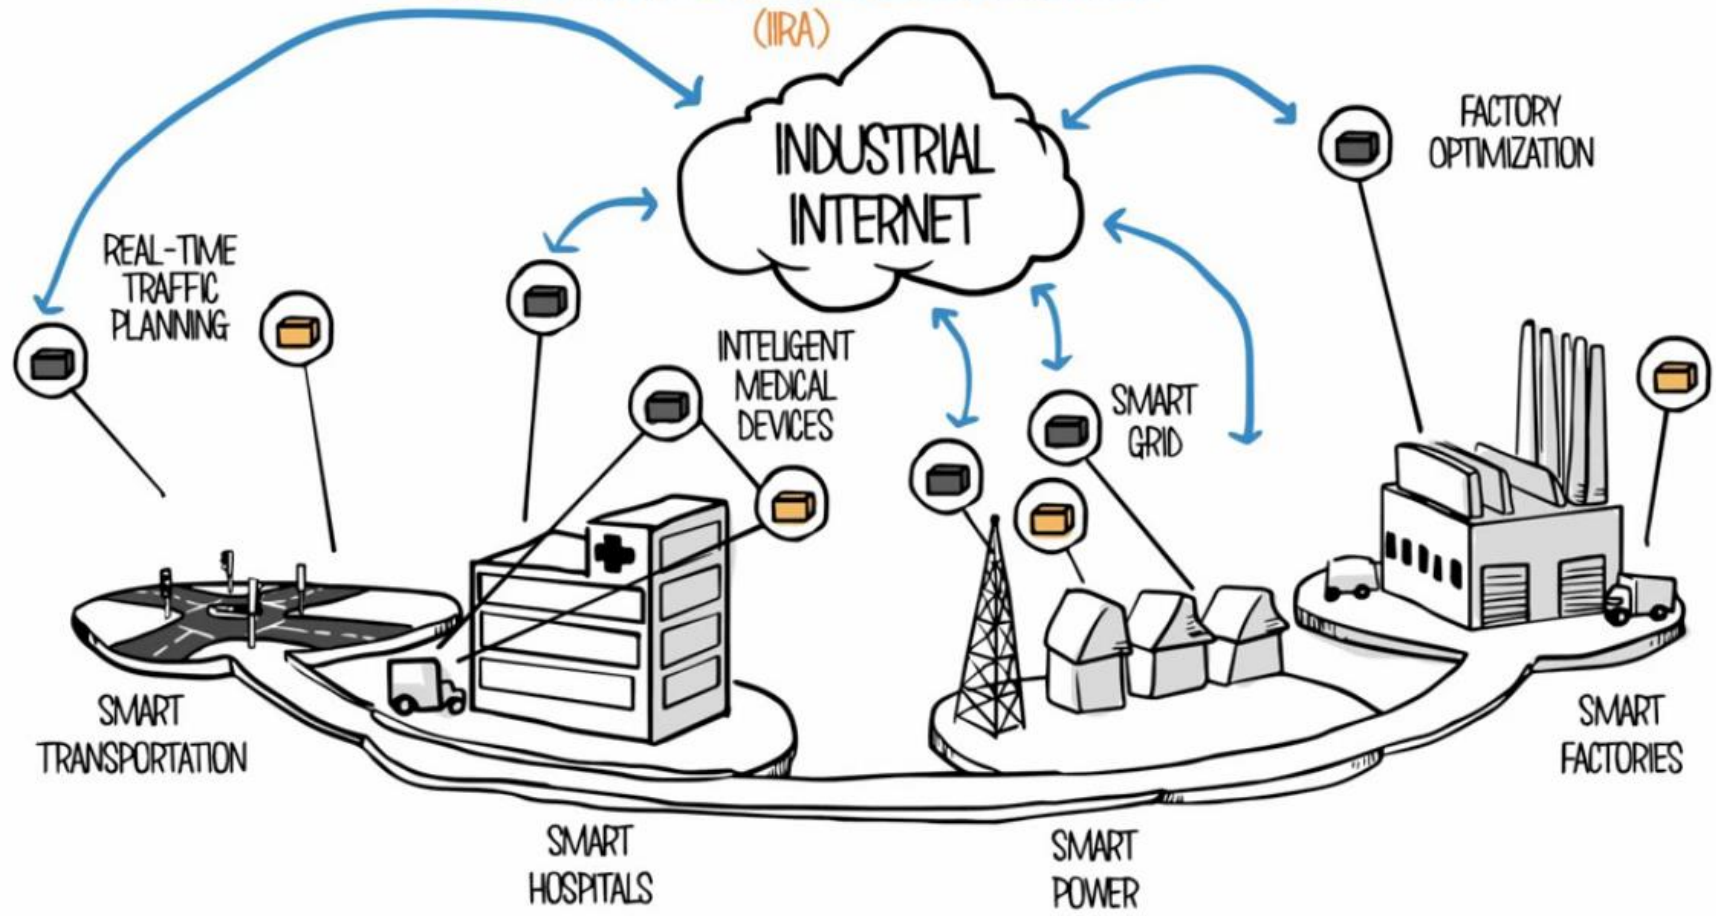 (IIRA)
INDUSTRIAL
INTERNET
FACTORY
OPTIMIZATION
REAL-TIME
TRAFFIC
PLANNING
INTELIGENT
MEDICAL
DEVICES
SMART
GRID
SMART
TRANSPORTATION
SMART
HOSPITALS
SMART
POWER
SMART
FACTORIES